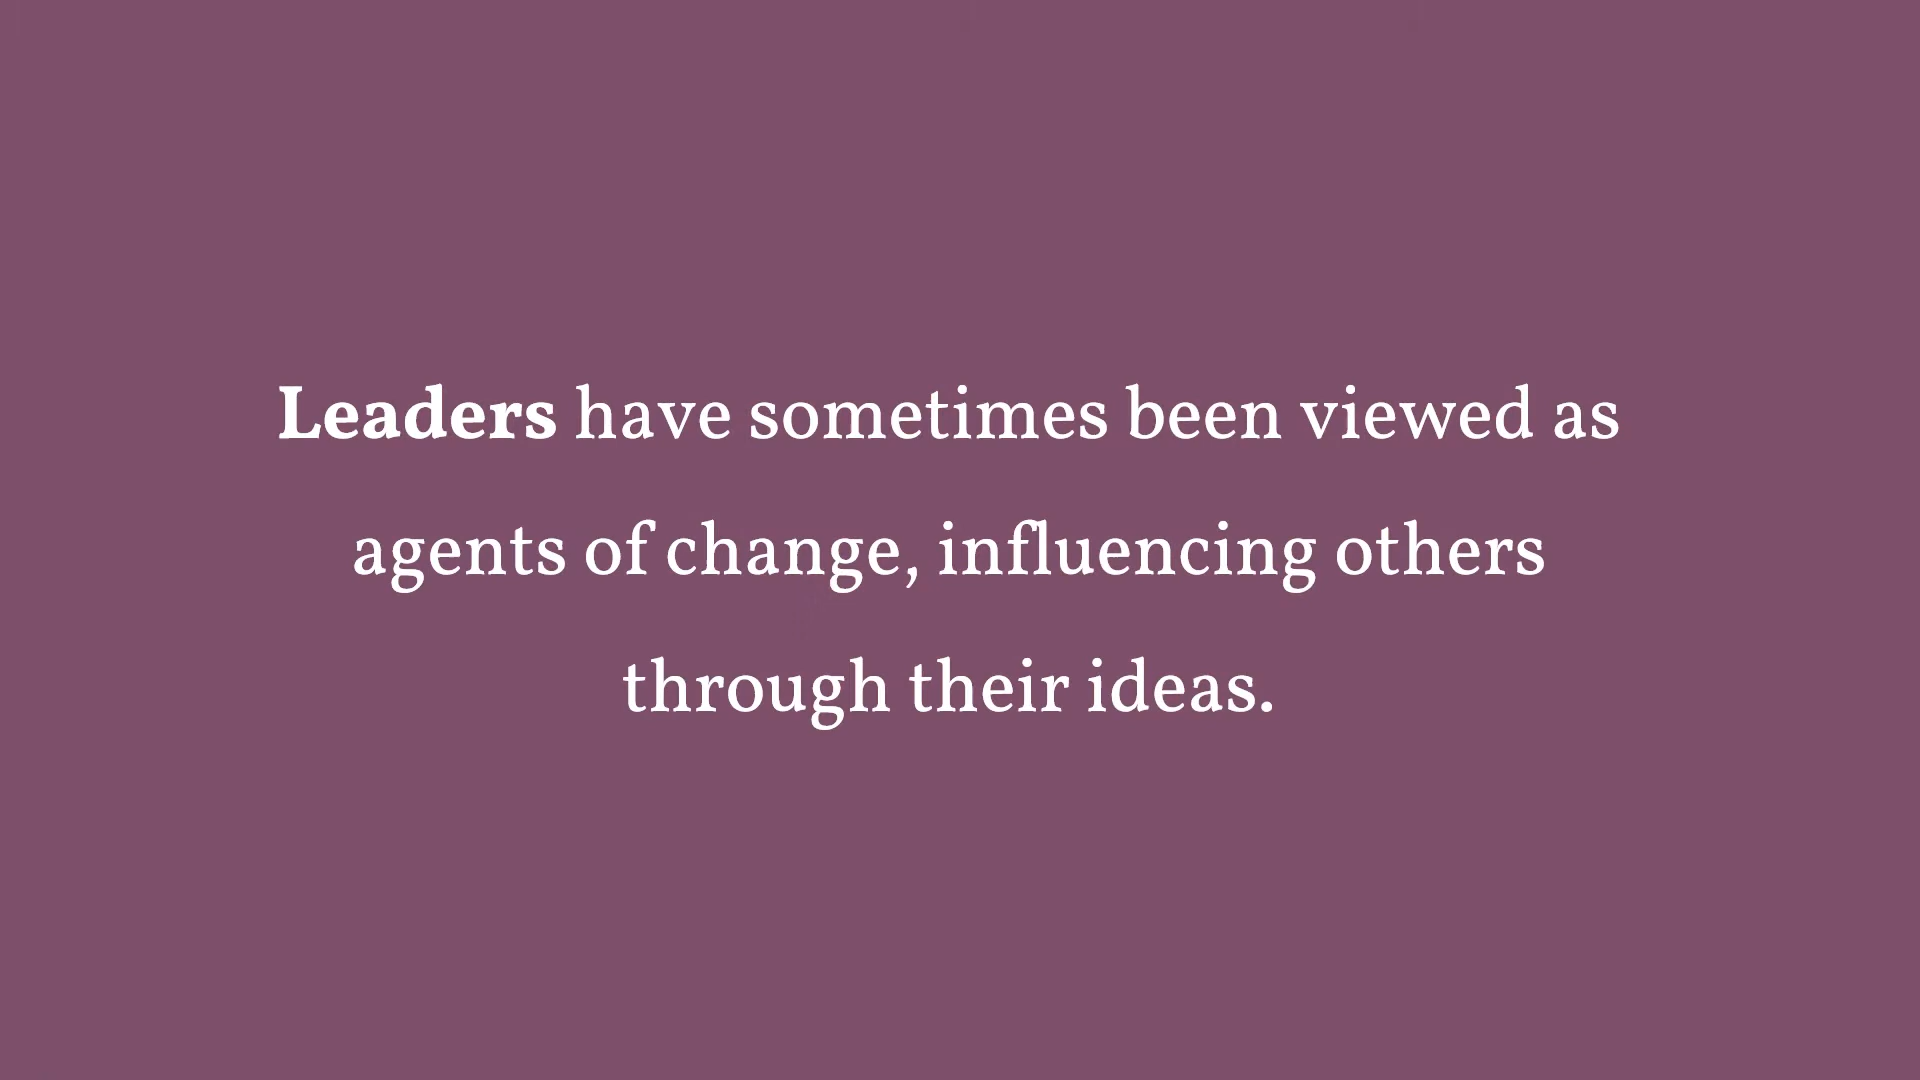 Leaders have sometimes been viewed as
agents of change, influencing others
through their ideas.